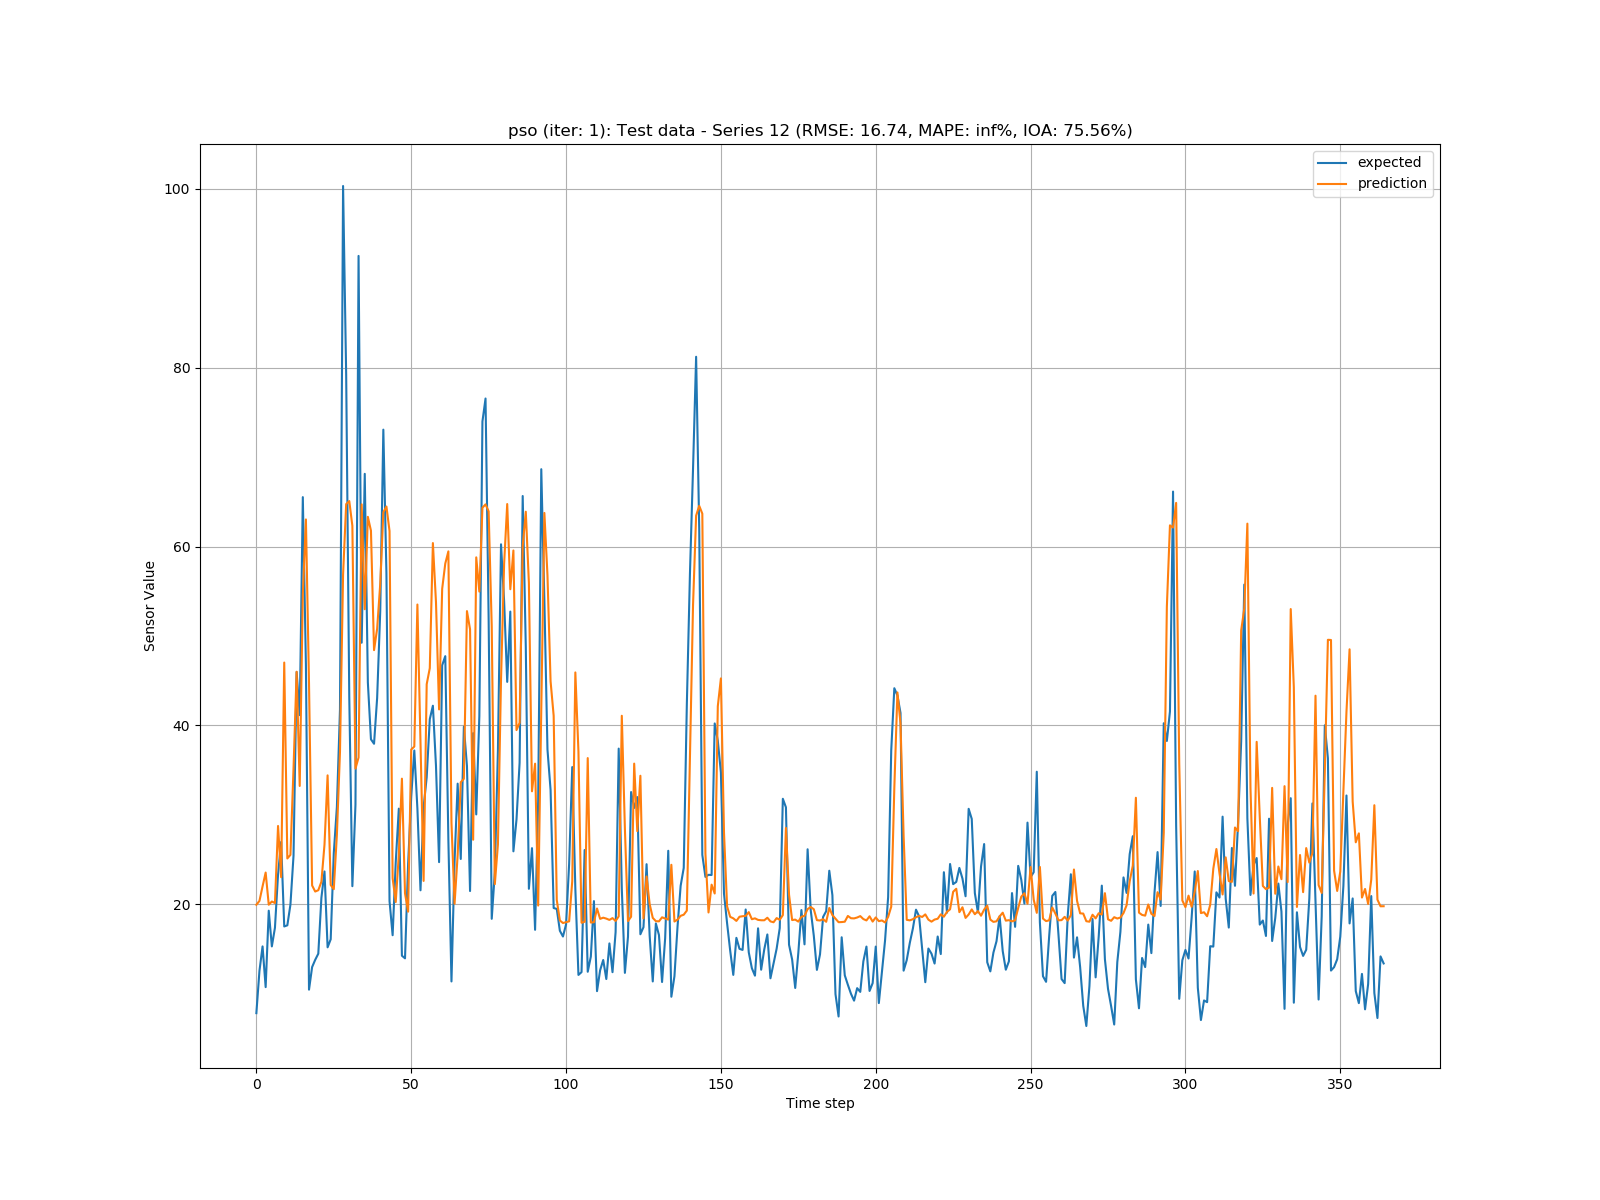 pso (iter: 1): Test data - Series 12 (RMSE: 16.74, MAPE: inf%, IOA: 75.56%)
expected
prediction
100
80
60
40
20
Sensor Value
0 50 100 150 200 250 300 350
Time step